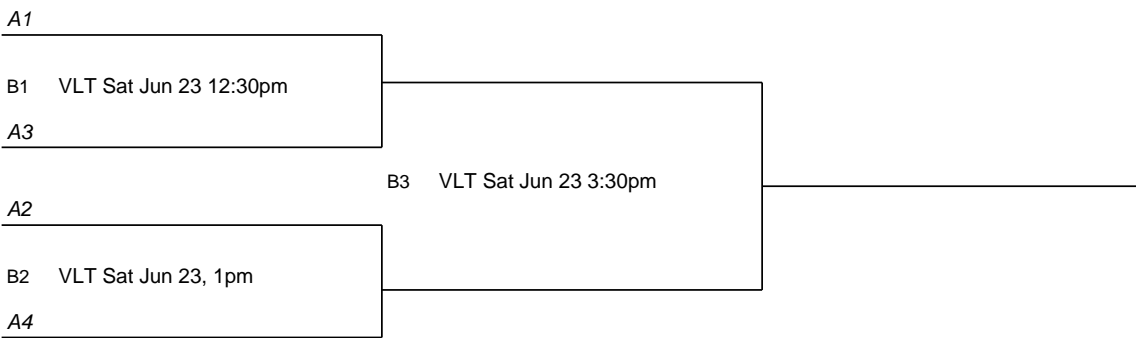 A1
B1 VLT Sat Jun 23 12:30pm
A3
B3 VLT Sat Jun 23 3:30pm
A2
B2 VLT Sat Jun 23, 1pm
A4